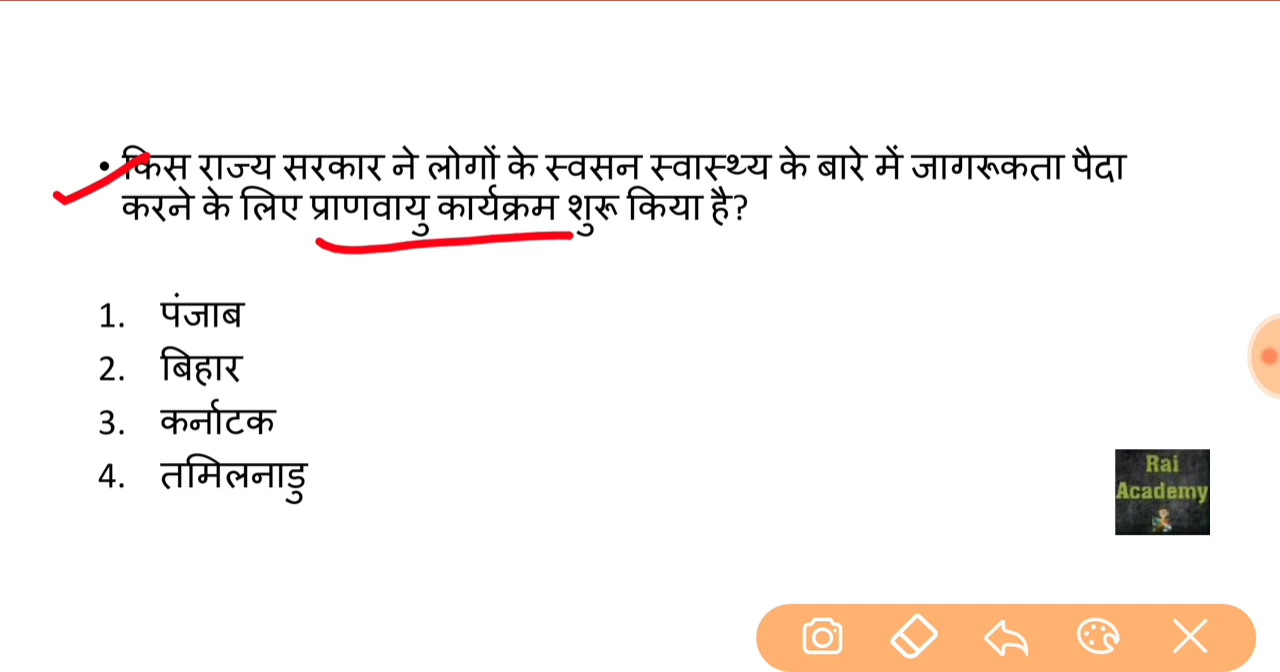 • किस राज्य सरकार ने लोगों के स्वसन स्वास्थ्य के बारे में जागरूकता पैदा
करने के लिए प्राणवायु कार्यक्रम शुरू किया है?
1. पंजाब
2. बिहार
3. कर्नाटक
4. तमिलनाडु
Rai
Academy